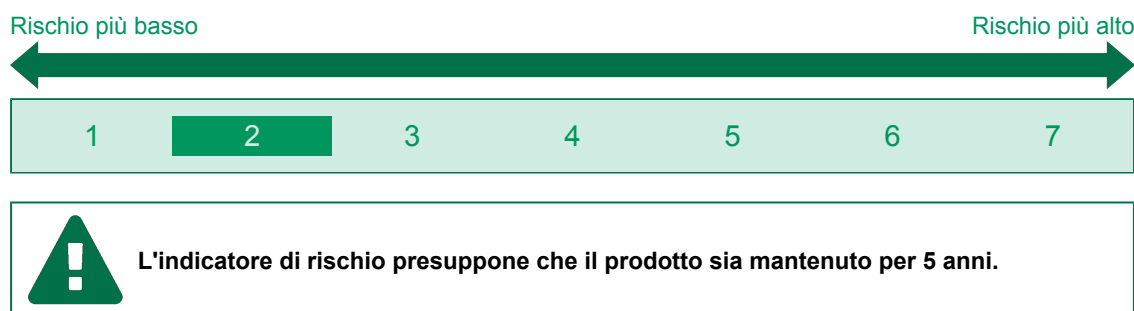 Rischio più basso Rischio più alto
1 2 3 4 5 6 7
L'indicatore di rischio presuppone che il prodotto sia mantenuto per 5 anni.